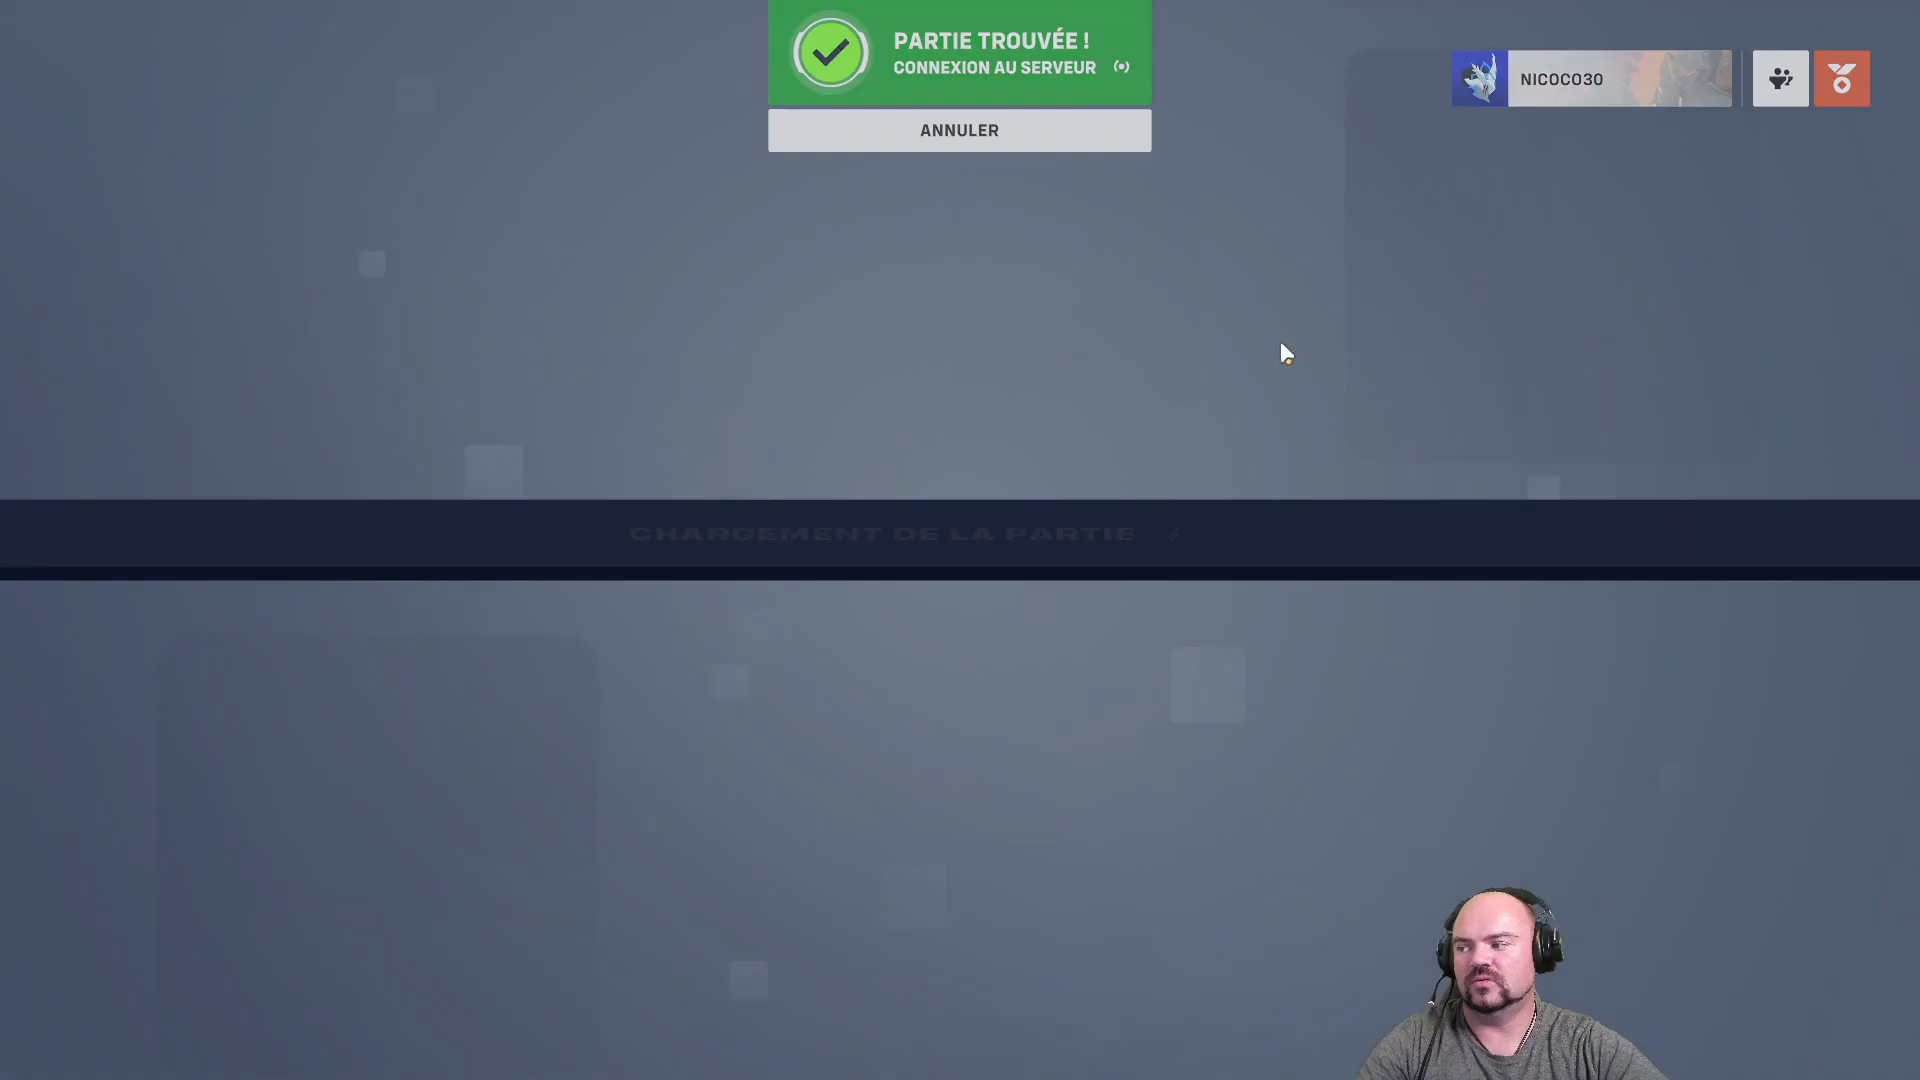 PARTIE TROUVÉE !
CONNEXION AU SERVEUR
NICOCO30
ANNULER
CHARGEMENT DE LA PARTIE